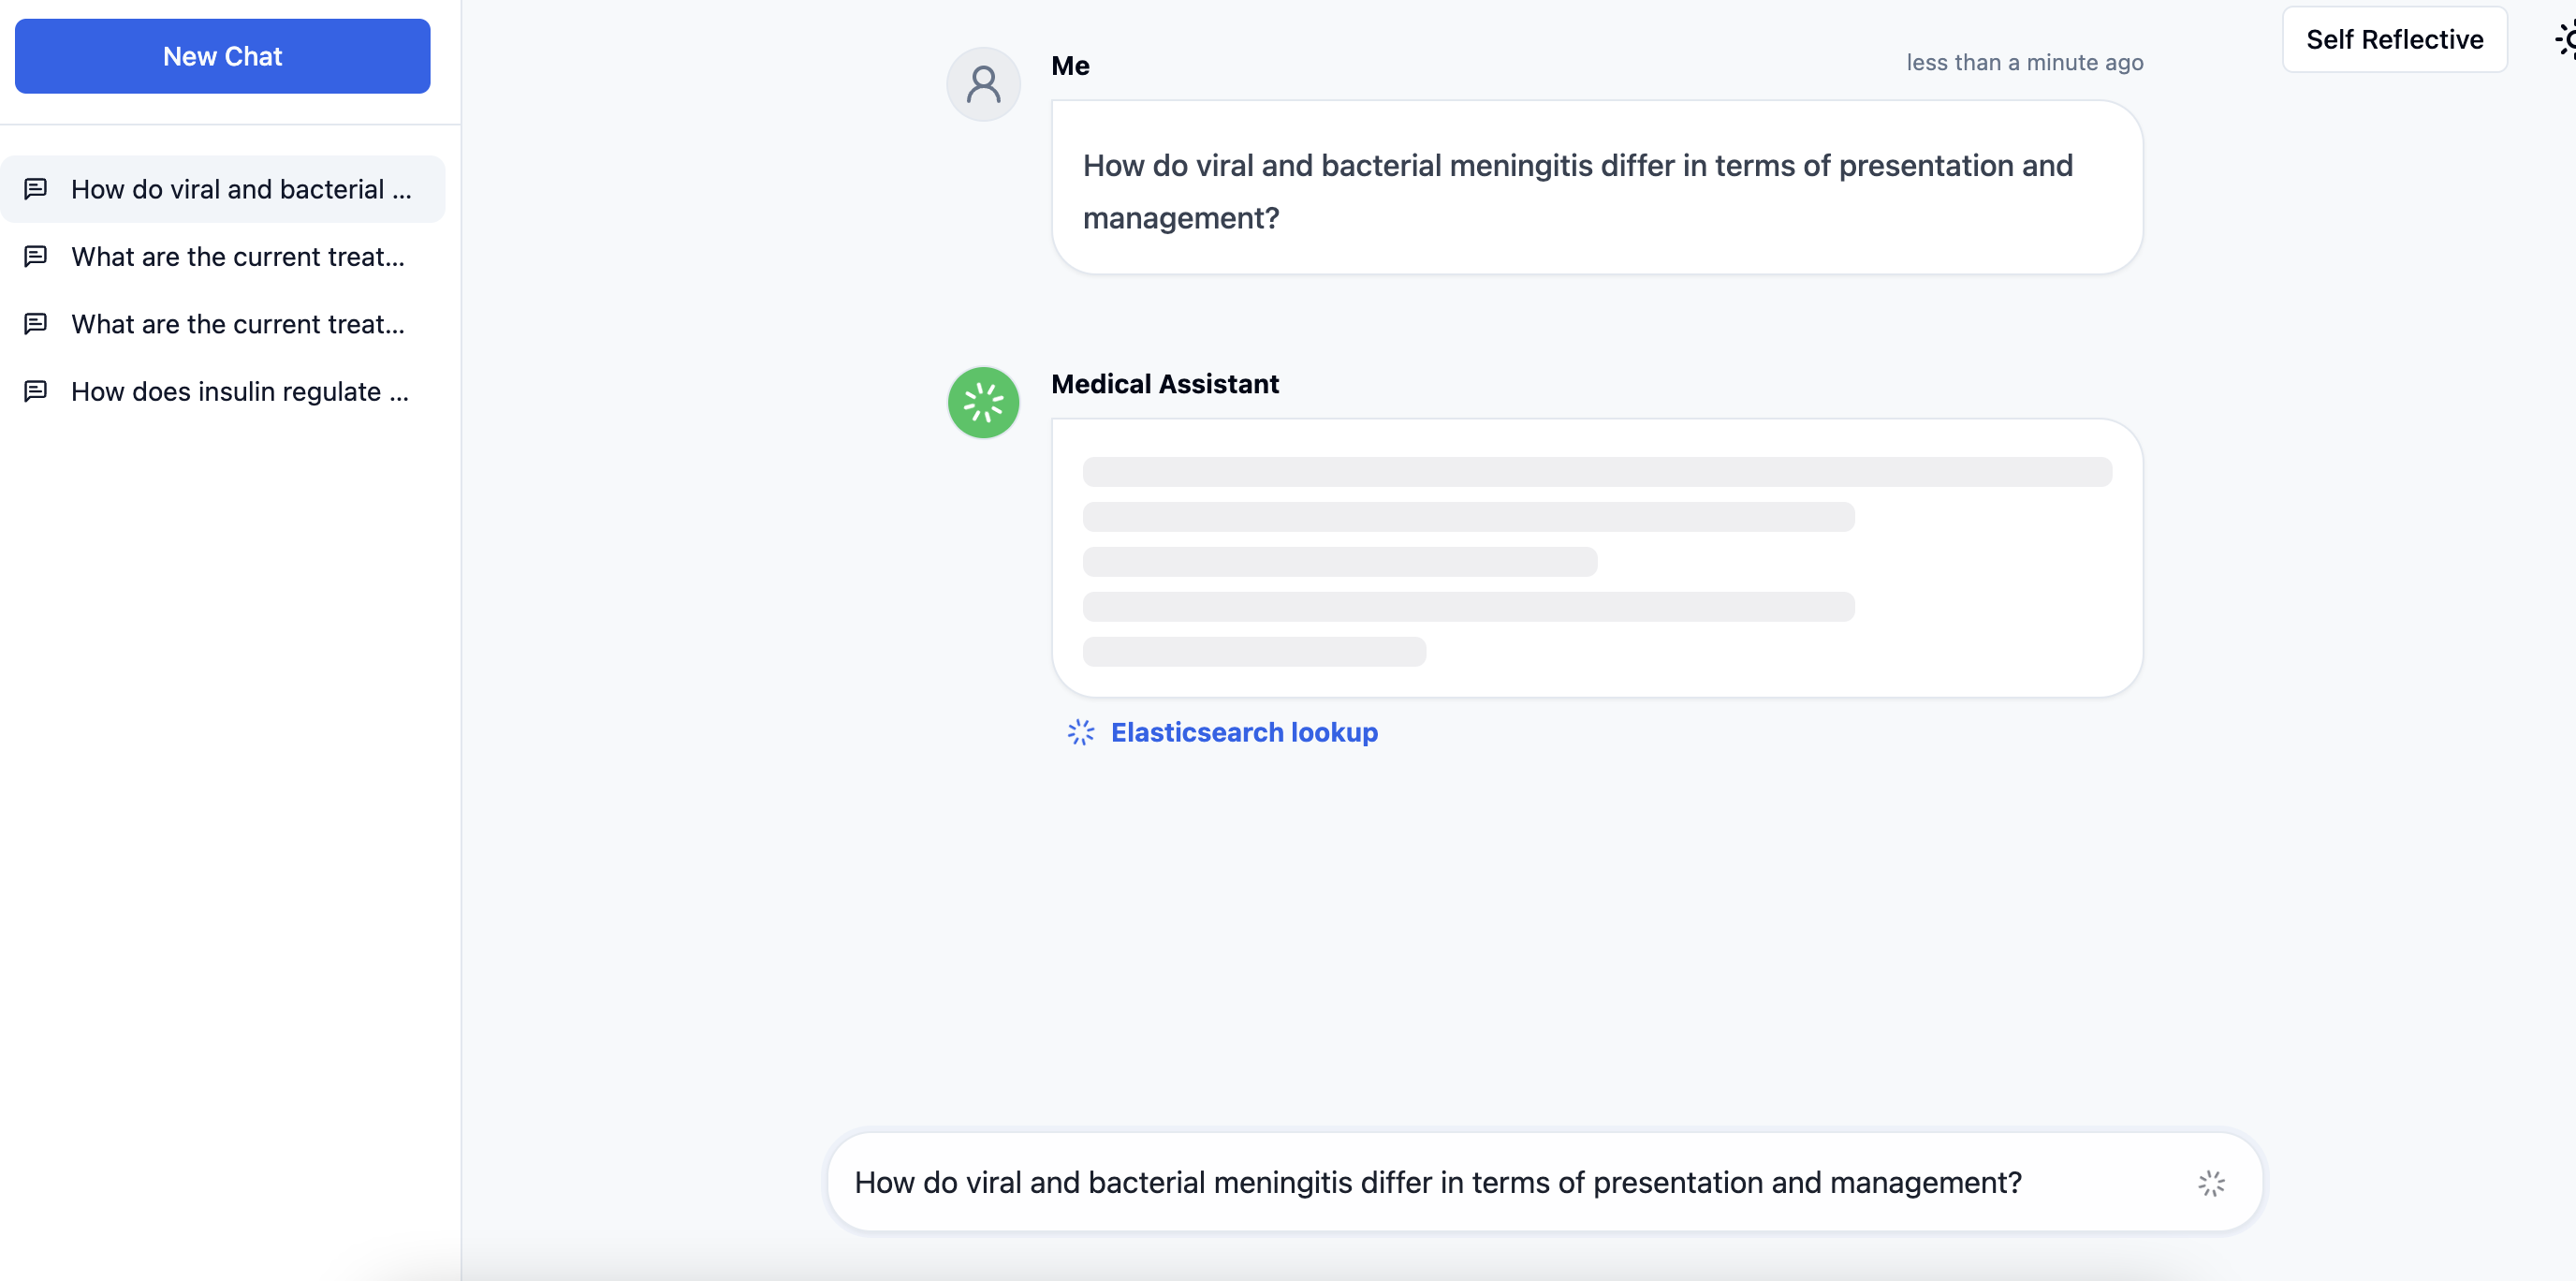 New Chat
How do viral and bacterial ...
What are the current treat...
What are the current treat...
How does insulin regulate ...
Self Reflective
Me
less than a minute ago
How do viral and bacterial meningitis differ in terms of presentation and
management?
Medical Assistant
Elasticsearch lookup
How do viral and bacterial meningitis differ in terms of presentation and management?